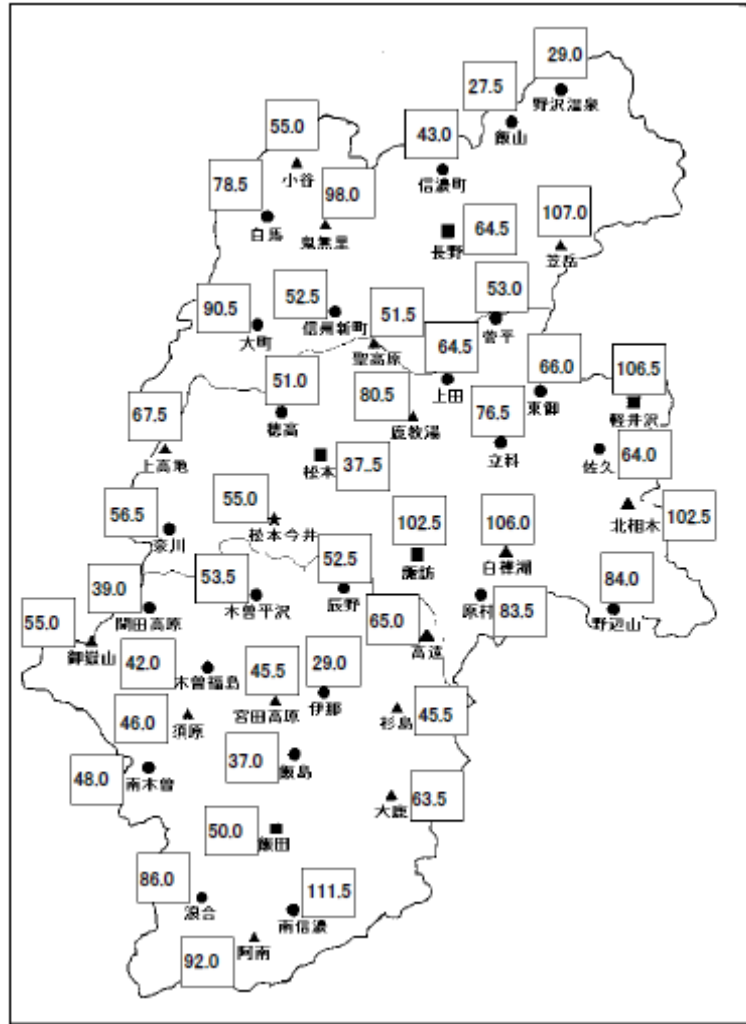 29.0
野沢温泉
27.5
飯山
55.0
小谷
43.0
信濃町
78.5
白馬
98.0
鬼無里
64.5
長野
107.0
笠岳
90.5
大町
52.5
信州新町
51.5
聖高原
53.0
菅平
64.5
上田
66.0
東御
106.5
軽井沢
51.0
穂高
80.5
鹿教湯
76.5
立科
67.5
上高地
37..5
松本
64.0
佐久
56.5
奈川
55.0
松本今井
102.5
諏訪
106.0
白樺湖
102.5
北相木
39.0
開田高原
53.5
木曽平沢
52.5
辰野
65.0
高遠
83.5
原村
84.0
野辺山
55.0
御嶽山
42.0
木曽福島
45.5
宮田高原
29.0
伊那
46.0
須原
45.5
杉島
48.0
南木曽
37.0
飯島
63.5
大鹿
50.0
飯田
86.0
浪合
111.5
南信濃
92.0
阿南